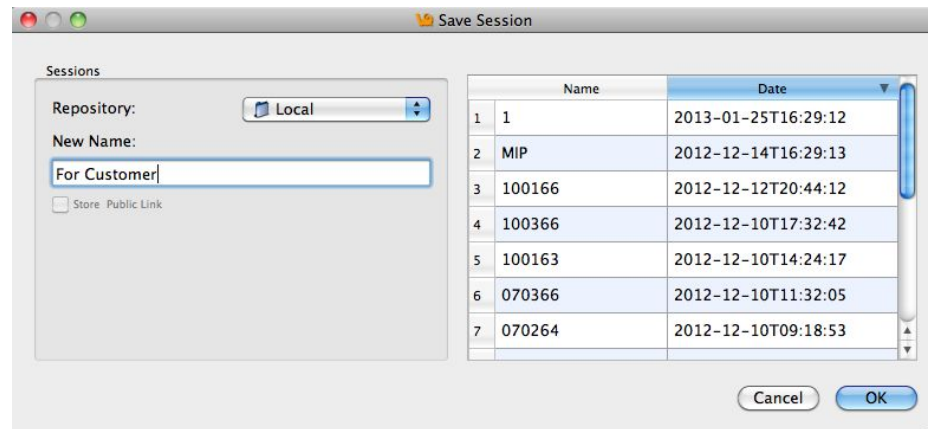 Save Session
Sessions
Repository: Local
New Name:
For Customer
Store Public Link
Name Date
1 1 2013-01-25T16:29:12
2 MIP 2012-12-14T16:29:13
3 100166 2012-12-12T20:44:12
4 100366 2012-12-10T17:32:42
5 100163 2012-12-10T14:24:17
6 070366 2012-12-10T11:32:05
7 070264 2012-12-10T09:18:53
Cancel OK